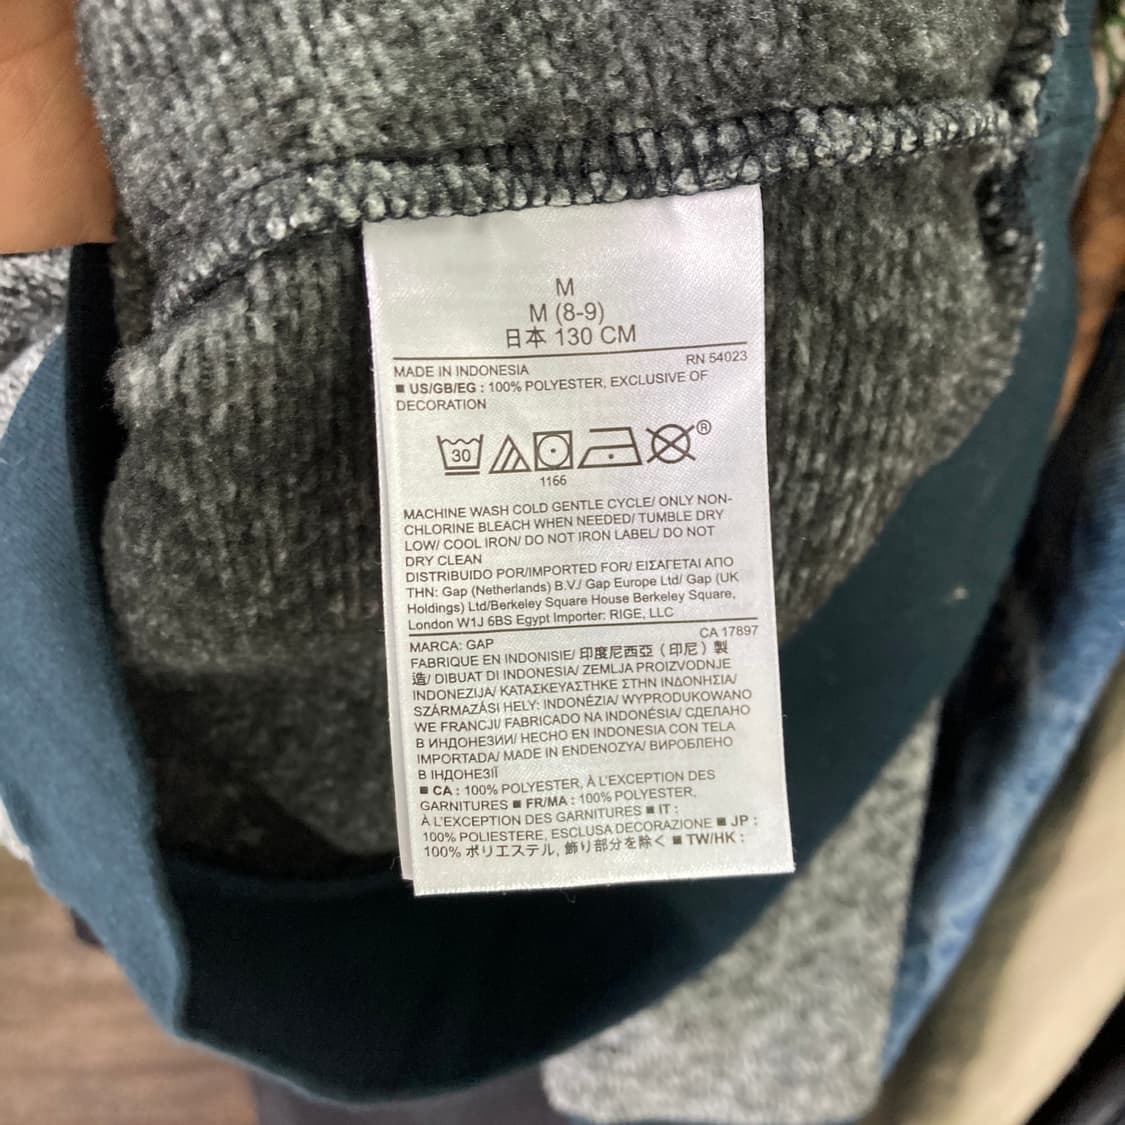 M
M (8-9)
日本 130 CM
RN 54023
MADE IN INDONESIA
■ US/GB/EG : 100% POLYESTER, EXCLUSIVE OF
DECORATION
30
®
1166
MACHINE WASH COLD GENTLE CYCLE/ ONLY NON-
CHLORINE BLEACH WHEN NEEDED/ TUMBLE DRY
LOW/ COOL IRON/ DO NOT IRON LABEL/ DO NOT
DRY CLEAN
DISTRIBUIDO POR/IMPORTED FOR/ ΕΙΣΑΓΕΤΑΙ ΑΠΟ
ΤΗΝ: Gap (Netherlands) B.V./ Gap Europe Ltd/ Gap (UK
Holdings) Ltd/Berkeley Square House Berkeley Square,
London W1J 6BS Egypt Importer: RIGE, LLC
CA 17897
MARCA: GAP
FABRIQUE EN INDONISIE/ 印度尼西亞（印尼）製
造/ DIBUAT DI INDONESIA/ ZEMLJA PROIZVODNJE
INDONEZIJA/ ΚΑΤΑΣΚΕΥΑΣΤΗΚΕ ΣΤΗΝ ΙΝΔΟΝΗΣΙΑ/
SZÁRMAZÁSI HELY: INDONÉZIA/ WYPRODUKOWANO
WE FRANCJI/ FABRICADO NA INDONÉSIA/ СДЕЛАНО
В ИНДОНЕЗИИ/ HECHO EN INDONESIA CON TELA
IMPORTADA/ MADE IN ENDENOZYA/ ВИРОБЛЕНО
В ІНДОНЕЗІЇ
■ CA : 100% POLYESTER, À L'EXCEPTION DES
GARNITURES ■ FR/MA : 100% POLYESTER,
À L'EXCEPTION DES GARNITURES ■ IT :
100% POLIESTERE, ESCLUSA DECORAZIONE ■ JP :
100% ポリエステル, 飾り部分を除く ■ TW/HK :